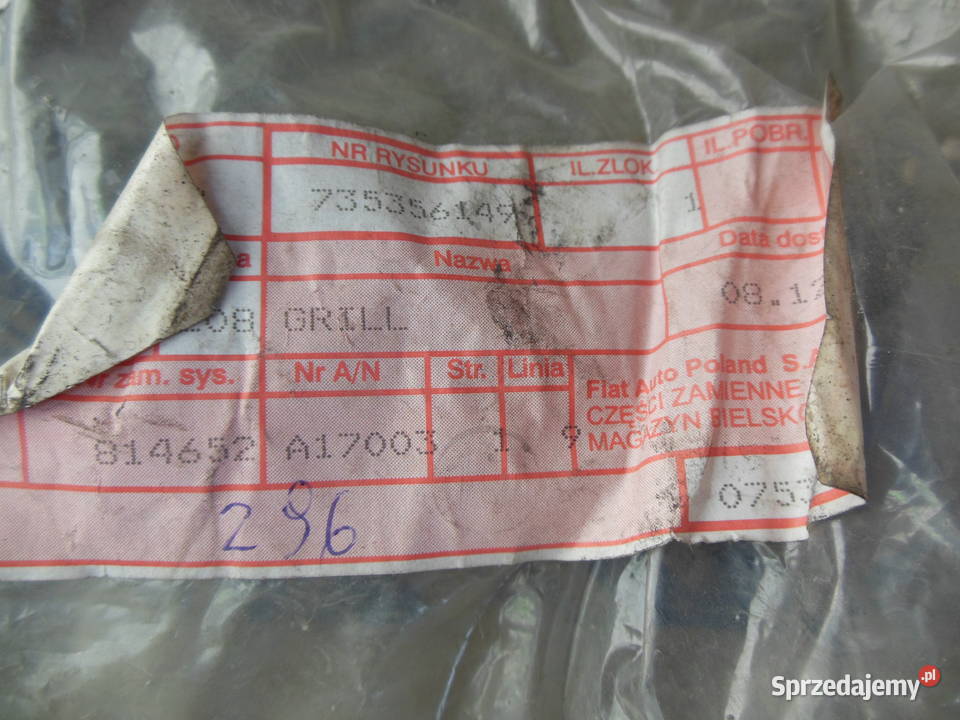 NR RYSUNKU IL.ZLOK IL.POBR.
735356149 1
Nazwa Data dost
08 GRILL 08.12
Nr zam. sys. Nr A/N Str. Linia Fiat Auto Poland S.A
CZĘŚCI ZAMIENNE
MAGAZYN BIELSKO
814652 A17003 1 9
0753
296
Sprzedajemy.pl